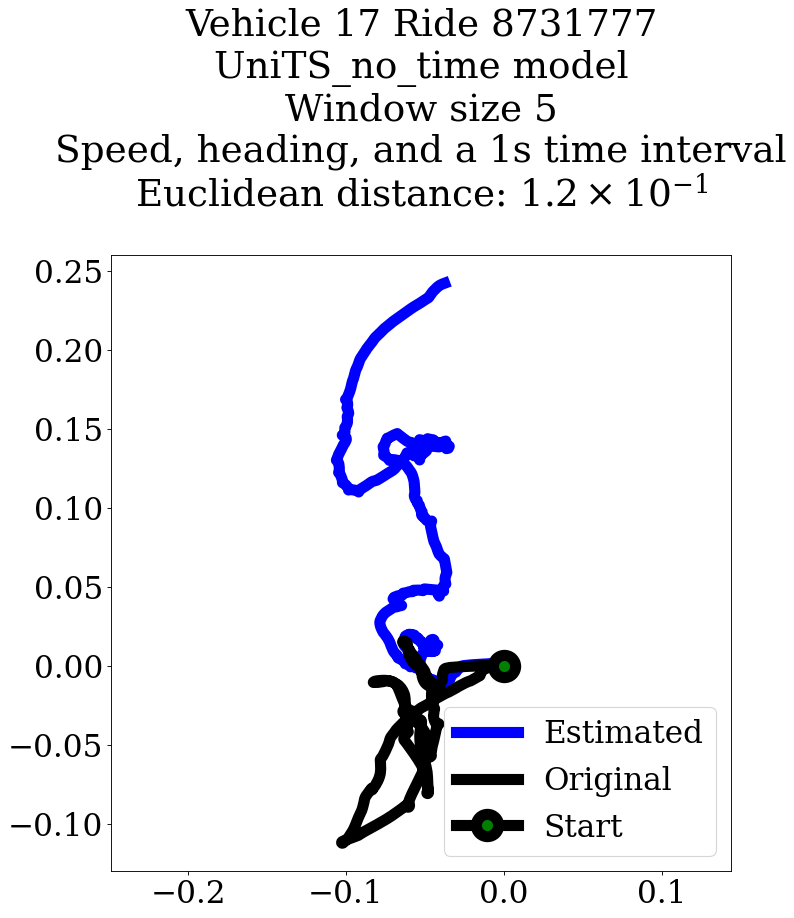 Vehicle 17 Ride 8731777
UniTS_no_time model
Window size 5
Speed, heading, and a 1s time interval
Euclidean distance: $1.2 \times 10^{-1}$
0.25
0.20
0.15
0.10
0.05
0.00
−0.05
−0.10
Estimated
Original
Start
−0.2
−0.1
0.0
0.1